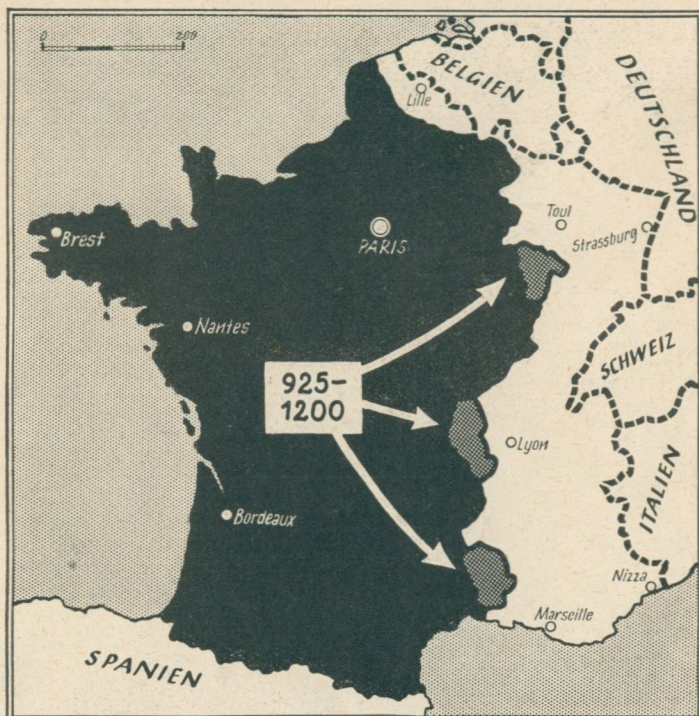 0 200
BELGIEN
Lille
DEUTSCHLAND
Toul
Strassburg
Brest
PARIS
Nantes
SCHWEIZ
925-
1200
Lyon
ITALIEN
Bordeaux
Nizza
Marseille
SPANIEN